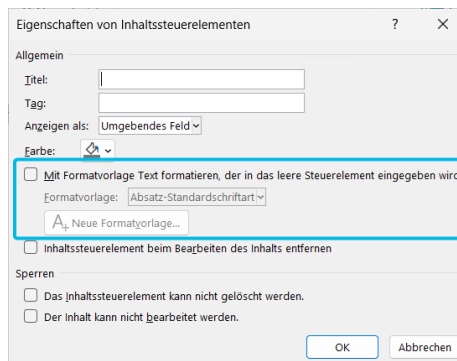 Eigenschaften von Inhaltssteuerelementen ? ×
Allgemein
Titel:
Tag:
Anzeigen als: Umgebendes Feld
Farbe:
Mit Formatvorlage Text formatieren, der in das leere Steuerelement eingegeben wird
Formatvorlage: Absatz-Standardschriftart
A+ Neue Formatvorlage...
Inhaltssteuerelement beim Bearbeiten des Inhalts entfernen
Sperren
Das Inhaltssteuerelement kann nicht gelöscht werden.
Der Inhalt kann nicht bearbeitet werden.
OK Abbrechen